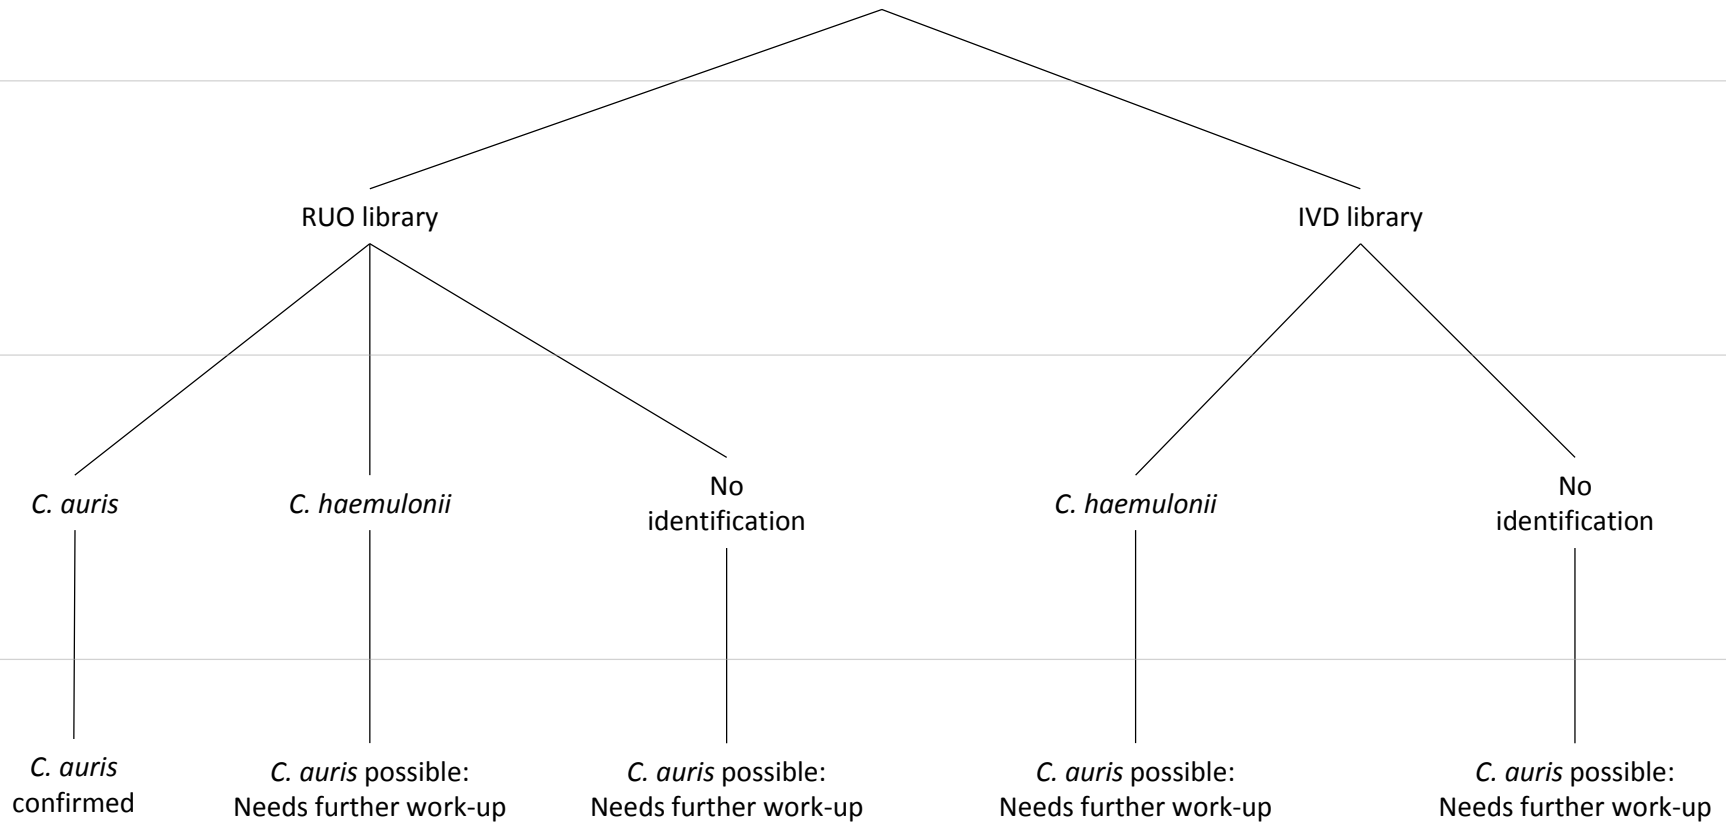 RUO library
IVD library
C. auris
C. haemulonii
No
identification
C. haemulonii
No
identification
C. auris
confirmed
C. auris possible:
Needs further work-up
C. auris possible:
Needs further work-up
C. auris possible:
Needs further work-up
C. auris possible:
Needs further work-up